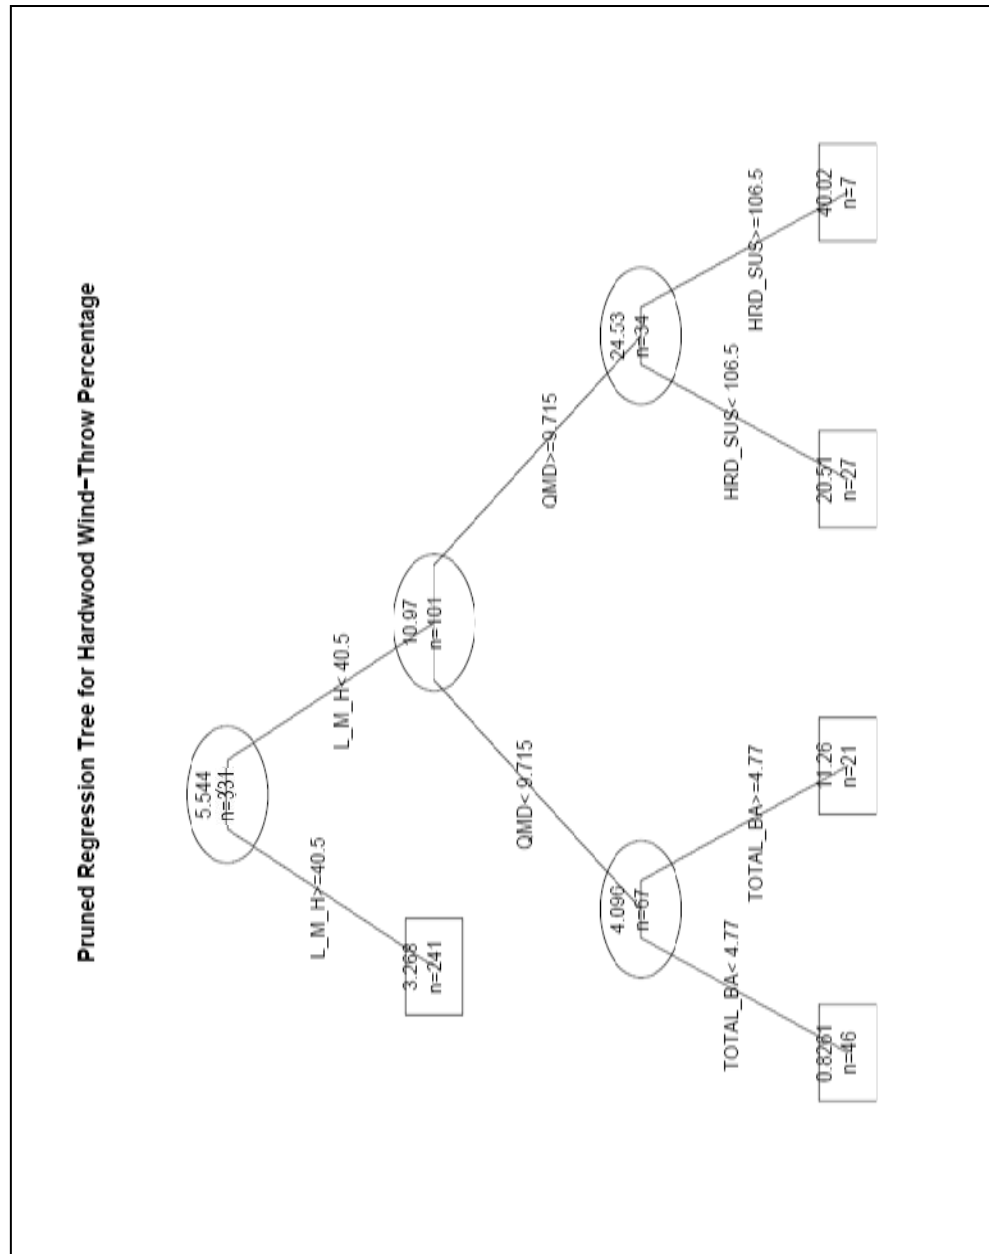 Pruned Regression Tree for Hardwood Wind-Throw Percentage
5.544
L_M_H>=40.5
L_M_H< 40.5
3.268
n=241
10.97
n=101
QMD< 9.715
QMD>=9.715
4.096
n=67
24.53
n=34
TOTAL_BA< 4.77
TOTAL_BA>=4.77
HRD_SUS< 106.5
HRD_SUS>=106.5
0.8261
n=46
11.26
n=21
20.51
n=27
40.02
n=7